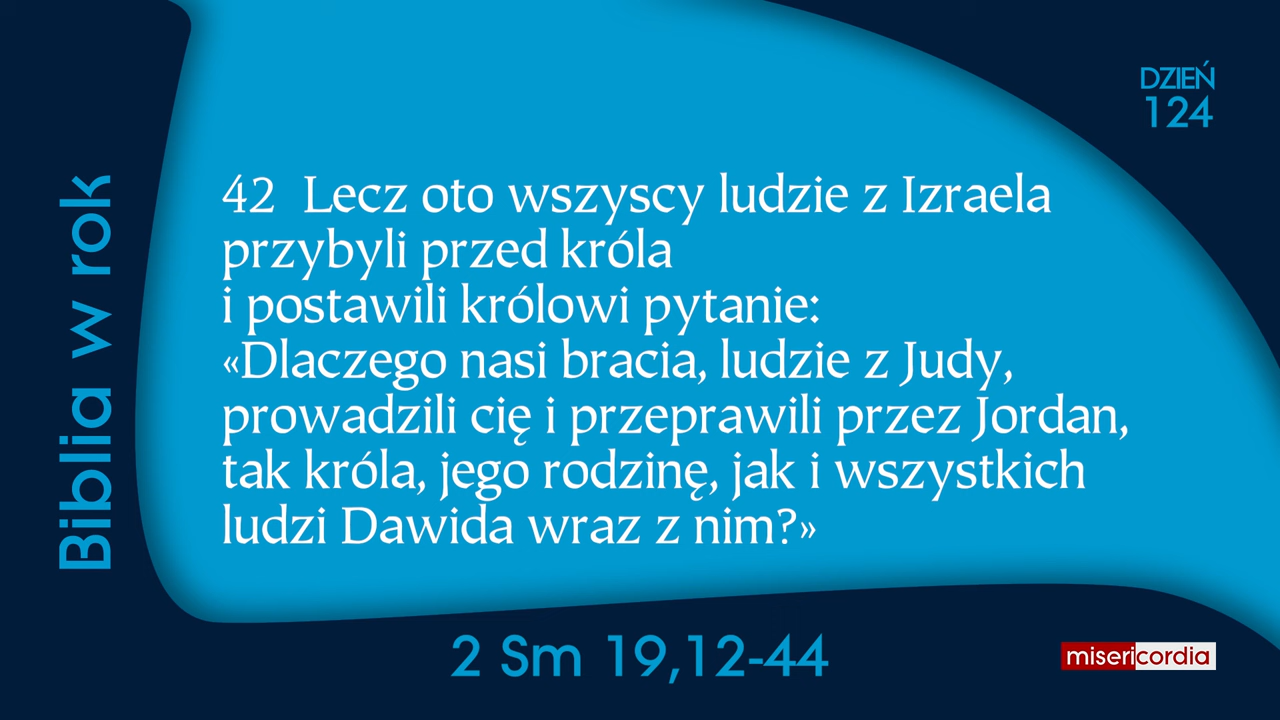 DZIEŃ
124
Biblia w rok
42 Lecz oto wszyscy ludzie z Izraela
przybyli przed króla
i postawili królowi pytanie:
«Dlaczego nasi bracia, ludzie z Judy,
prowadzili cię i przeprawili przez Jordan,
tak króla, jego rodzinę, jak i wszystkich
ludzi Dawida wraz z nim?»
2 Sm 19,12-44
misericordia